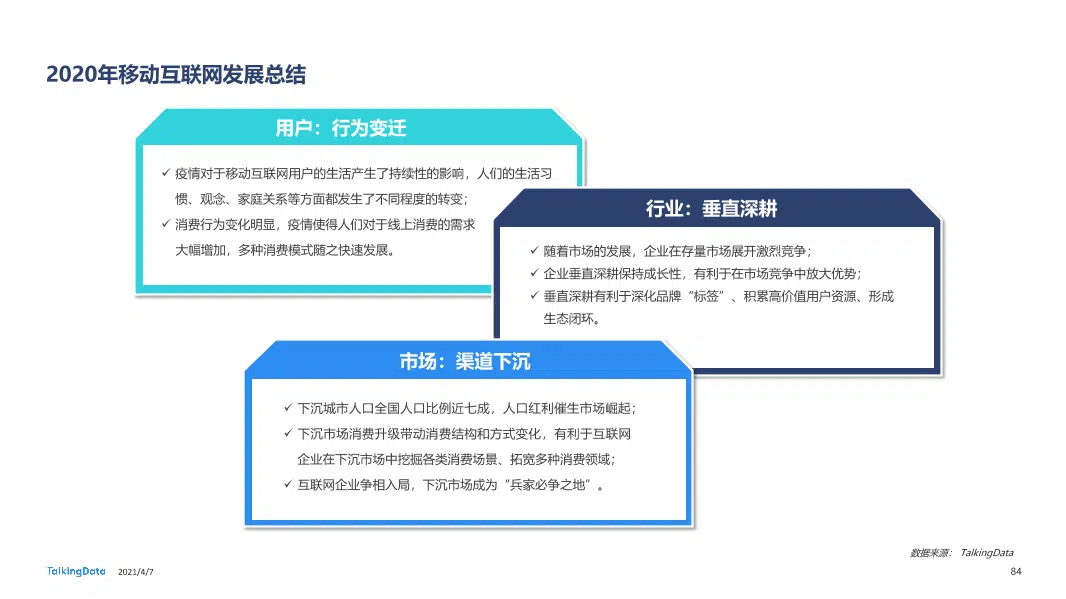 2020年移动互联网发展总结
用户：行为变迁
✓ 疫情对于移动互联网用户的生活产生了持续性的影响，人们的生活习
惯、观念、家庭关系等方面都发生了不同程度的转变；
✓ 消费行为变化明显，疫情使得人们对于线上消费的需求
大幅增加，多种消费模式随之快速发展。
行业：垂直深耕
✓ 随着市场的发展，企业在存量市场展开激烈竞争；
✓ 企业垂直深耕保持成长性，有利于在市场竞争中放大优势；
✓ 垂直深耕有利于深化品牌“标签”、积累高价值用户资源、形成
生态闭环。
市场：渠道下沉
✓ 下沉城市人口全国人口比例近七成，人口红利催生市场崛起；
✓ 下沉市场消费升级带动消费结构和方式变化，有利于互联网
企业在下沉市场中挖掘各类消费场景、拓宽多种消费领域；
✓ 互联网企业争相入局，下沉市场成为“兵家必争之地”。
数据来源： TalkingData
TalkingData 2021/4/7
84